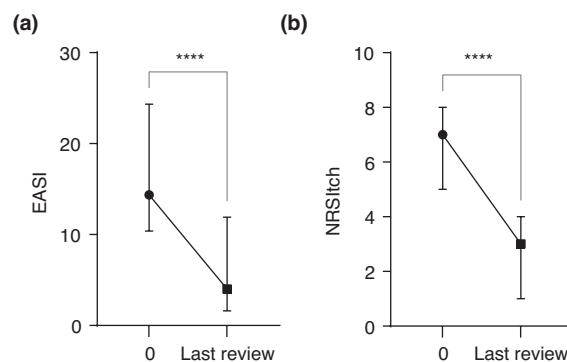 (a)
****
30
20
10
0
EASI
0 Last review
(b)
****
10
8
6
4
2
0
NRSItch
0 Last review